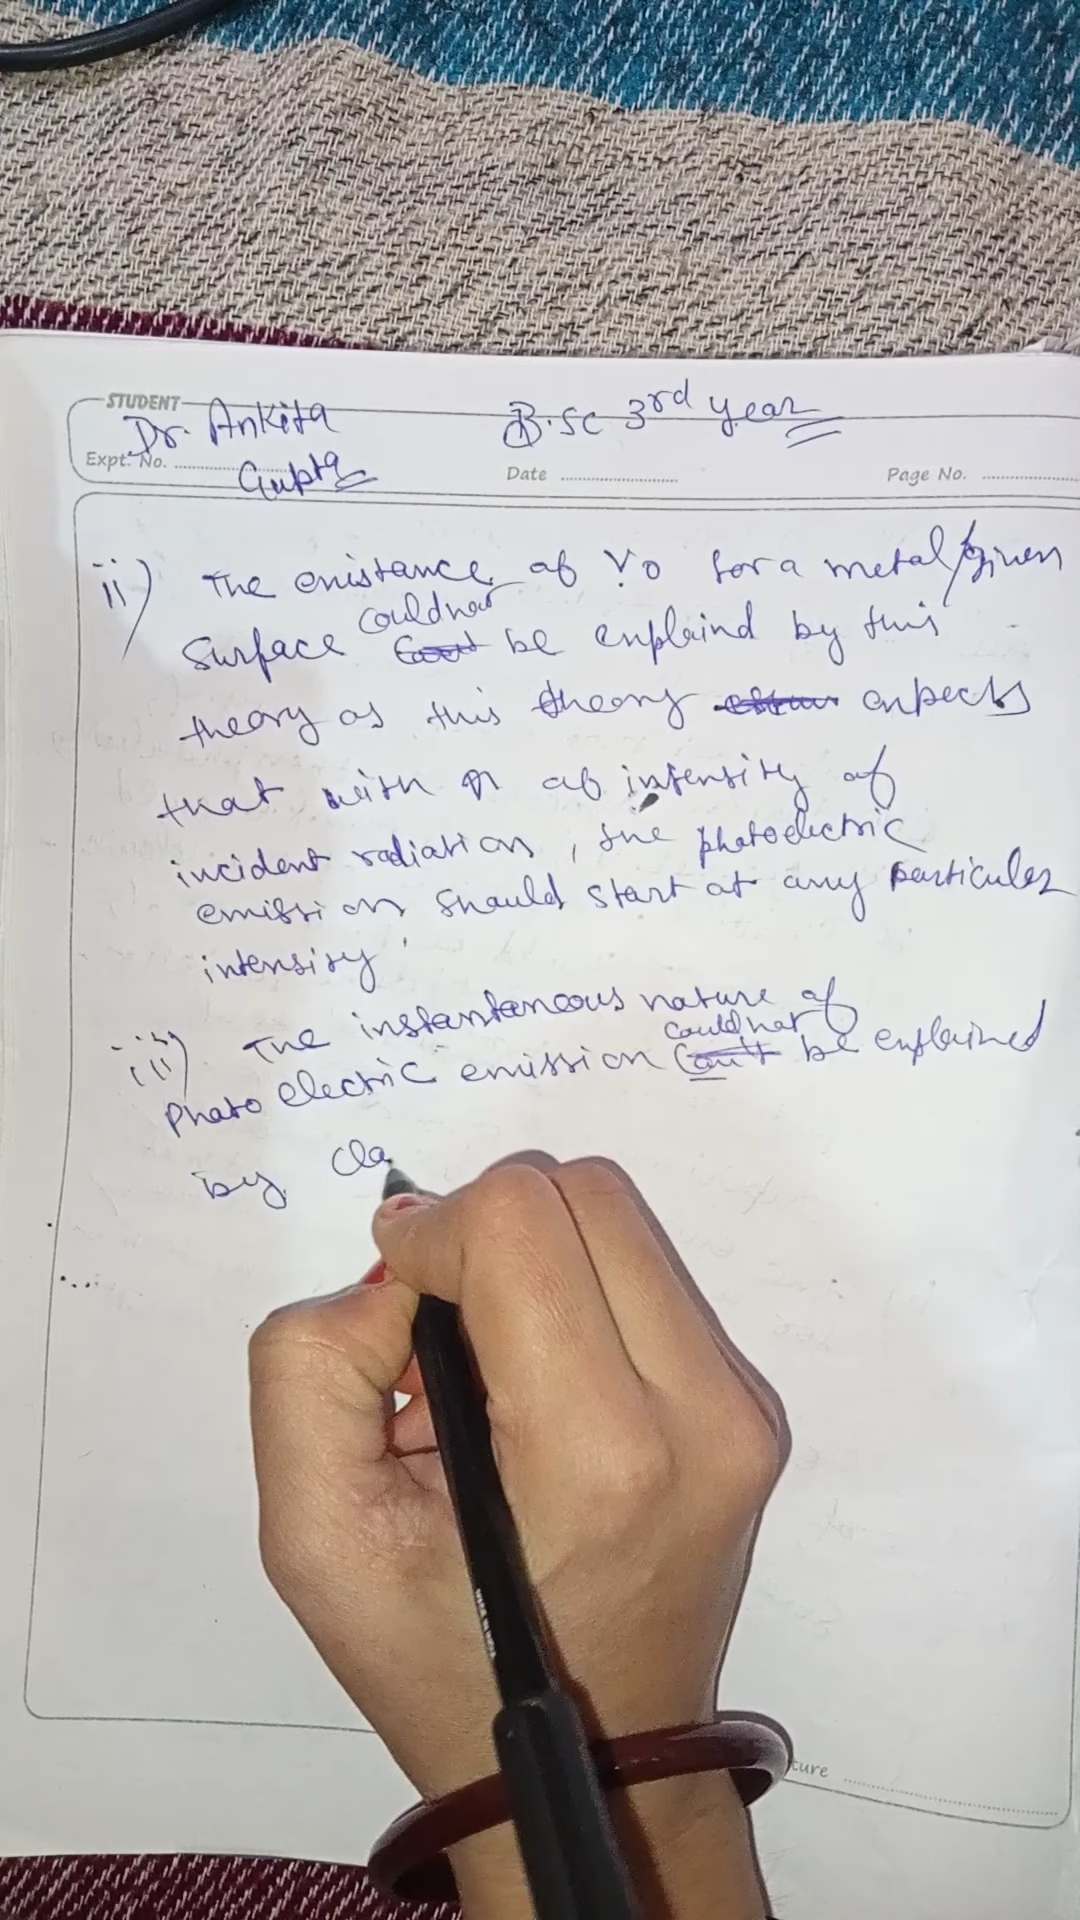 STUDENT
Dr. Ankita B.Sc 3rd year
Expt. No. Gupta Date Page No.
ii) The existance of ν0 for a metal/given
couldnot
surface be explaind by this
theory as this theory expects
that with ↑ of intensity of
incident radiation, the photoelectric
emission should start at any particular
intensity
iii) The instantaneous nature of
couldnot
Photo electric emission can't be explained
by cla
ture